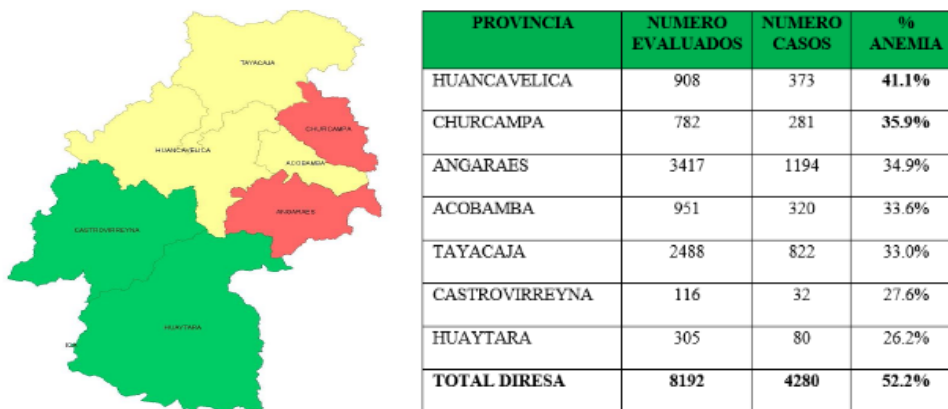 TAYACAJA
CHURCAMPA
HUANCAVELICA
ACOBAMBA
ANGARAES
CASTROVIRREYNA
HUAYTARA
PROVINCIA NUMERO EVALUADOS NUMERO CASOS % ANEMIA
HUANCAVELICA 908 373 41.1%
CHURCAMPA 782 281 35.9%
ANGARAES 3417 1194 34.9%
ACOBAMBA 951 320 33.6%
TAYACAJA 2488 822 33.0%
CASTROVIRREYNA 116 32 27.6%
HUAYTARA 305 80 26.2%
TOTAL DIRESA 8192 4280 52.2%